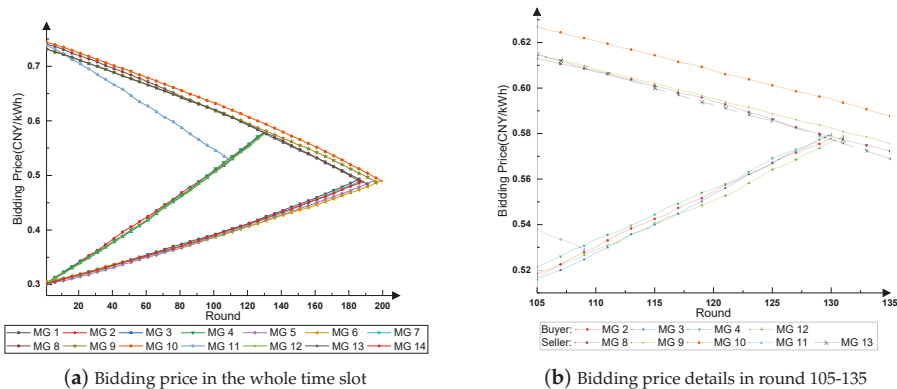 Bidding Price(CNY/kWh)
0.7
0.6
0.5
0.4
0.3
0 20 40 60 80 100 120 140 160 180 200
Round
MG 1 MG 2 MG 3 MG 4 MG 5 MG 6 MG 7
MG 8 MG 9 MG 10 MG 11 MG 12 MG 13 MG 14
(a) Bidding price in the whole time slot
Bidding Price(CNY/kWh)
0.62
0.60
0.58
0.56
0.54
0.52
105 110 115 120 125 130 135
Round
Buyer: MG 2 MG 3 MG 4 MG 12
Seller: MG 8 MG 9 MG 10 MG 11 MG 13
(b) Bidding price details in round 105-135